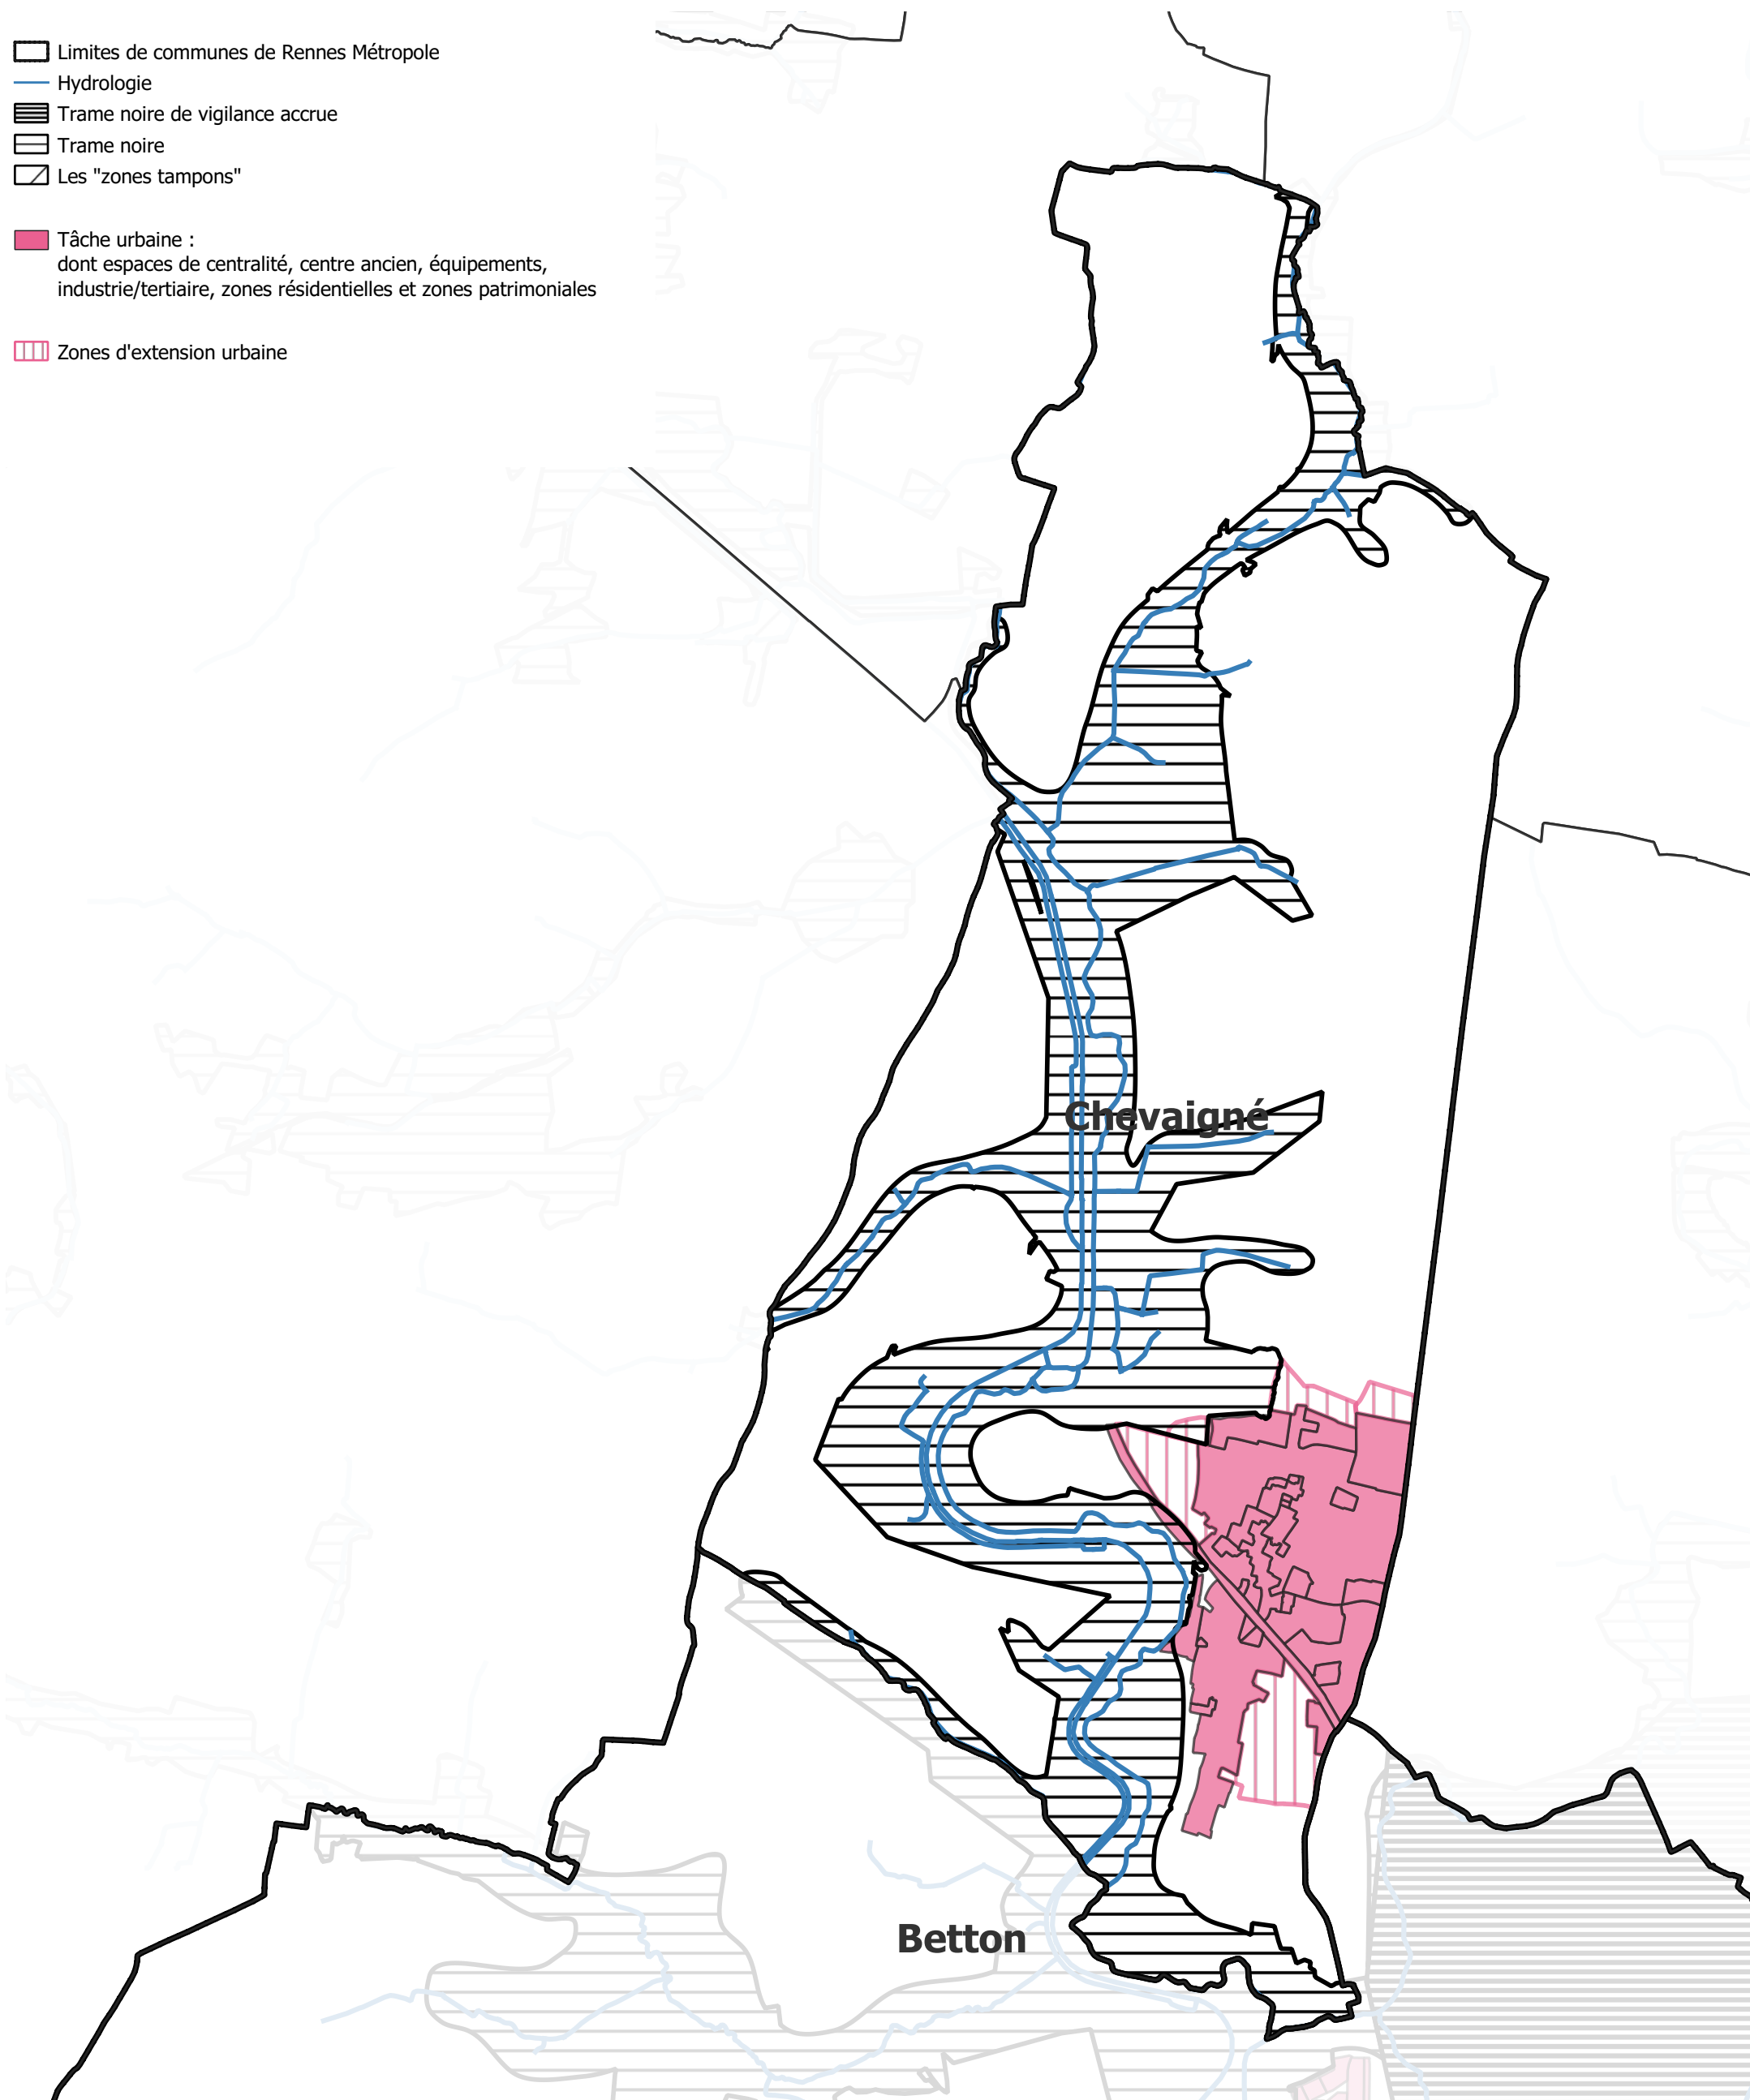 Limites de communes de Rennes Métropole
Hydrologie
Trame noire de vigilance accrue
Trame noire
Les "zones tampons"
Tâche urbaine :
dont espaces de centralité, centre ancien, équipements,
industrie/tertiaire, zones résidentielles et zones patrimoniales
Zones d'extension urbaine
Chevaigné
Betton